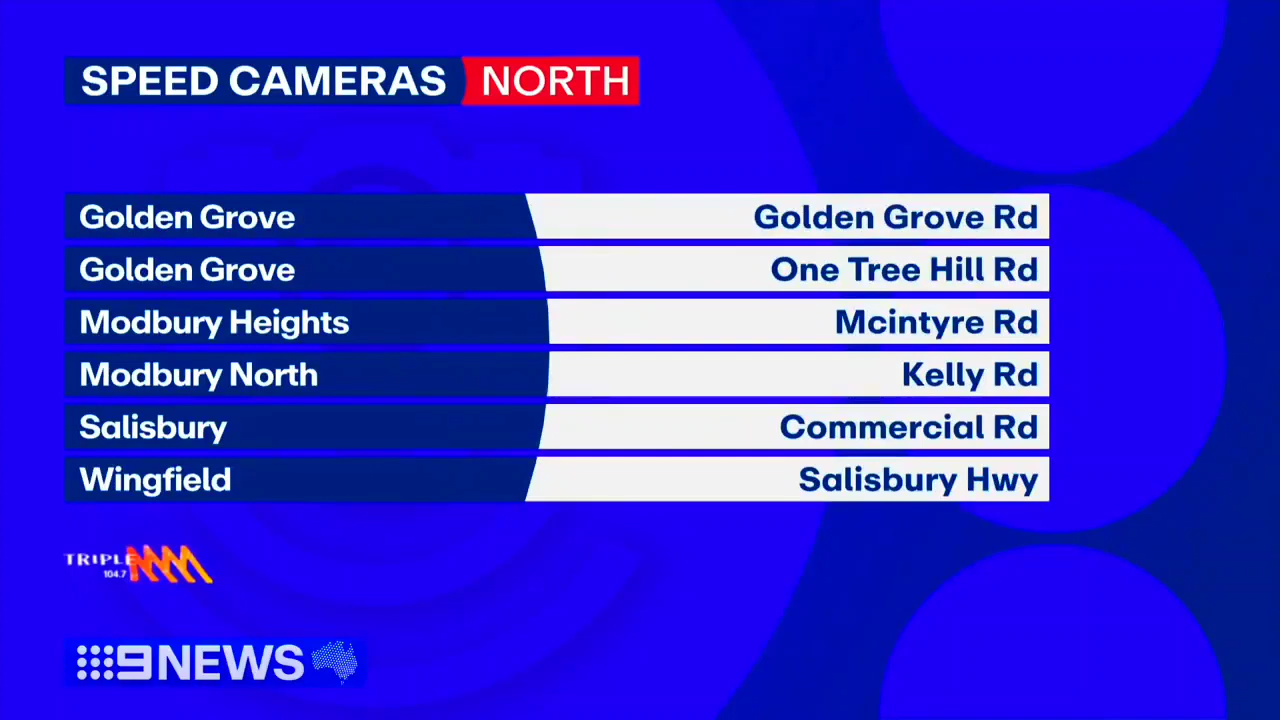 SPEED CAMERAS NORTH
Golden Grove Golden Grove Rd
Golden Grove One Tree Hill Rd
Modbury Heights Mcintyre Rd
Modbury North Kelly Rd
Salisbury Commercial Rd
Wingfield Salisbury Hwy
TRIPLE MMM
104.7
9NEWS